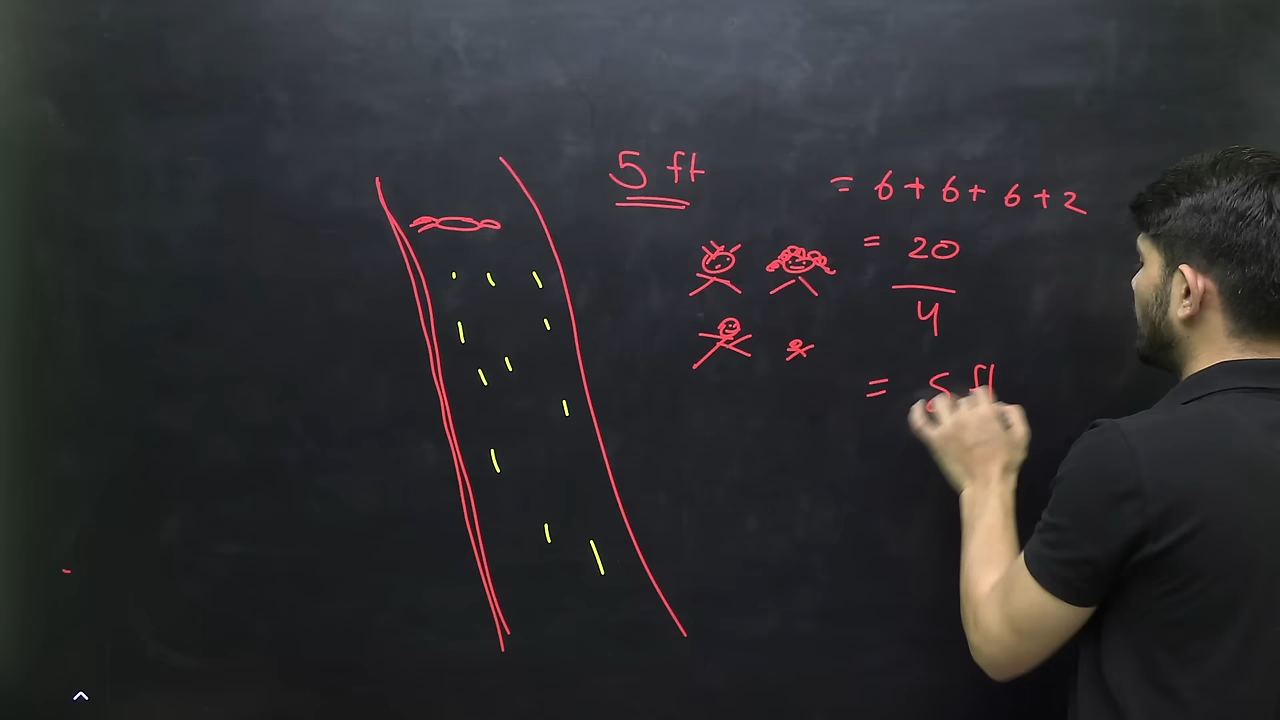 5 ft
= 6 + 6 + 6 + 2
= 20
4
= 5 ft